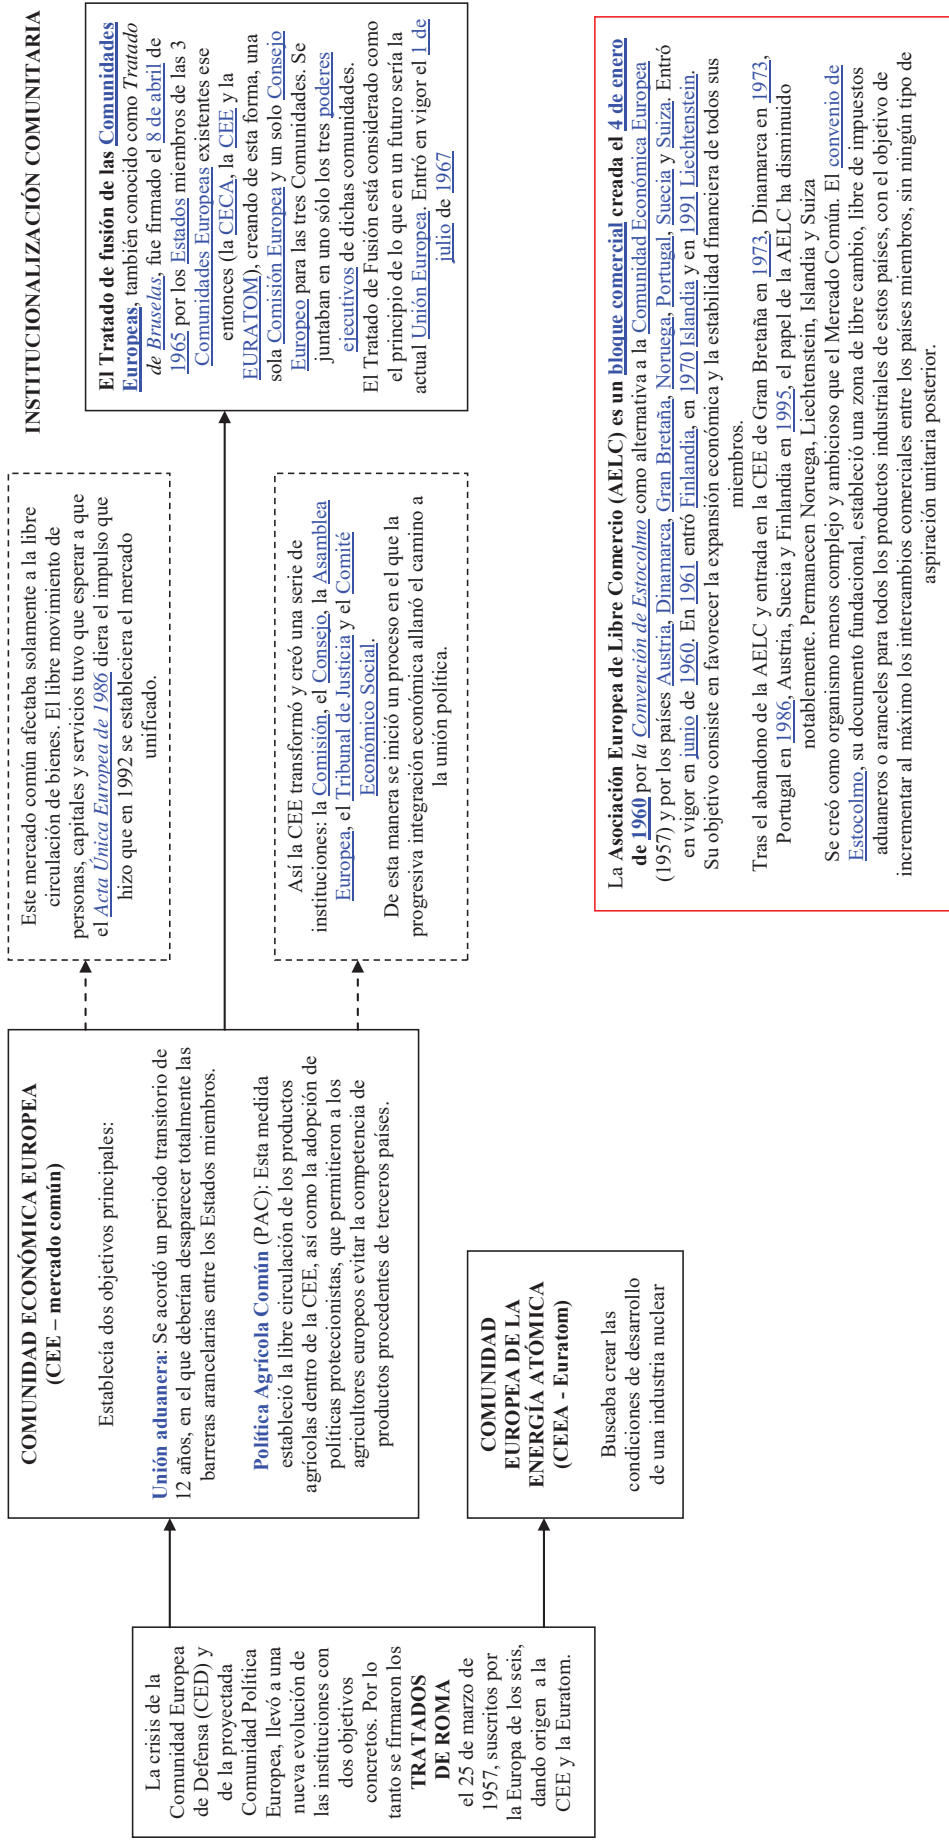 La crisis de la
Comunidad Europea
de Defensa (CED) y
de la proyectada
Comunidad Política
Europea, llevó a una
nueva evolución de
las instituciones con
dos objetivos
concretos. Por lo
tanto se firmaron los
TRATADOS
DE ROMA
el 25 de marzo de
1957, suscritos por
la Europa de los seis,
dando origen  a la
CEE y la Euratom.
COMUNIDAD ECONÓMICA EUROPEA
(CEE – mercado común)
Establecía dos objetivos principales:
Unión aduanera: Se acordó un periodo transitorio de
12 años, en el que deberían desaparecer totalmente las
barreras arancelarias entre los Estados miembros.
Política Agrícola Común (PAC): Esta medida
estableció la libre circulación de los productos
agrícolas dentro de la CEE, así como la adopción de
políticas proteccionistas, que permitieron a los
agricultores europeos evitar la competencia de
productos procedentes de terceros países.
COMUNIDAD
EUROPEA DE LA
ENERGÍA ATÓMICA
(CEEA - Euratom)
Buscaba crear las
condiciones de desarrollo
de una industria nuclear
Este mercado común afectaba solamente a la libre
circulación de bienes. El libre movimiento de
personas, capitales y servicios tuvo que esperar a que
el Acta Única Europea de 1986 diera el impulso que
hizo que en 1992 se estableciera el mercado
unificado.
Así la CEE transformó y creó una serie de
instituciones: la Comisión, el Consejo, la Asamblea
Europea, el Tribunal de Justicia y el Comité
Económico Social.
De esta manera se inició un proceso en el que la
progresiva integración económica allanó el camino a
la unión política.
INSTITUCIONALIZACIÓN COMUNITARIA
El Tratado de fusión de las Comunidades
Europeas, también conocido como Tratado
de Bruselas, fue firmado el 8 de abril de
1965 por los Estados miembros de las 3
Comunidades Europeas existentes ese
entonces (la CECA, la CEE y la
EURATOM), creando de esta forma, una
sola Comisión Europea y un solo Consejo
Europeo para las tres Comunidades. Se
juntaban en uno sólo los tres poderes
ejecutivos de dichas comunidades.
El Tratado de Fusión está considerado como
el principio de lo que en un futuro sería la
actual Unión Europea. Entró en vigor el 1 de
julio de 1967
La Asociación Europea de Libre Comercio (AELC) es un bloque comercial creada el 4 de enero
de 1960 por la Convención de Estocolmo como alternativa a la Comunidad Económica Europea
(1957) y por los países Austria, Dinamarca, Gran Bretaña, Noruega, Portugal, Suecia y Suiza. Entró
en vigor en junio de 1960. En 1961 entró Finlandia, en 1970 Islandia y en 1991 Liechtenstein.
Su objetivo consiste en favorecer la expansión económica y la estabilidad financiera de todos sus
miembros.
Tras el abandono de la AELC y entrada en la CEE de Gran Bretaña en 1973, Dinamarca en 1973,
Portugal en 1986, Austria, Suecia y Finlandia en 1995, el papel de la AELC ha disminuido
notablemente. Permanecen Noruega, Liechtenstein, Islandia y Suiza
Se creó como organismo menos complejo y ambicioso que el Mercado Común. El convenio de
Estocolmo, su documento fundacional, estableció una zona de libre cambio, libre de impuestos
aduaneros o aranceles para todos los productos industriales de estos países, con el objetivo de
incrementar al máximo los intercambios comerciales entre los países miembros, sin ningún tipo de
aspiración unitaria posterior.